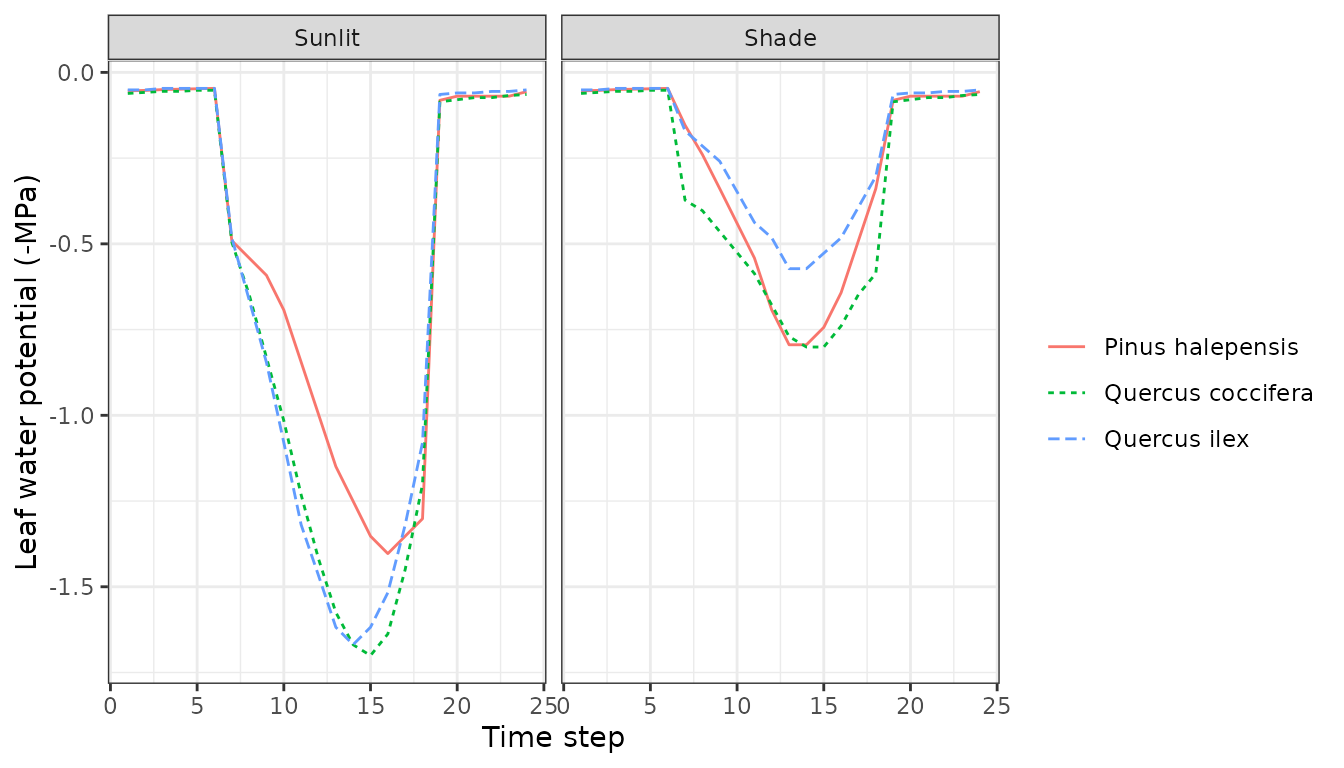 Sunlit Shade
0.0
-0.5
-1.0
-1.5
Leaf water potential (-MPa)
0 5 10 15 20 25 0 5 10 15 20 25
Time step
Pinus halepensis
Quercus coccifera
Quercus ilex